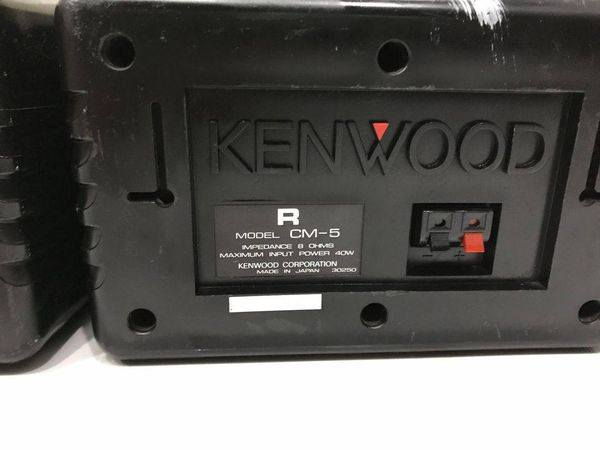 KENWOOD
R
MODEL CM-5
IMPEDANCE 8 OHMS
MAXIMUM INPUT POWER 40W
KENWOOD CORPORATION
MADE IN JAPAN 30250
- +